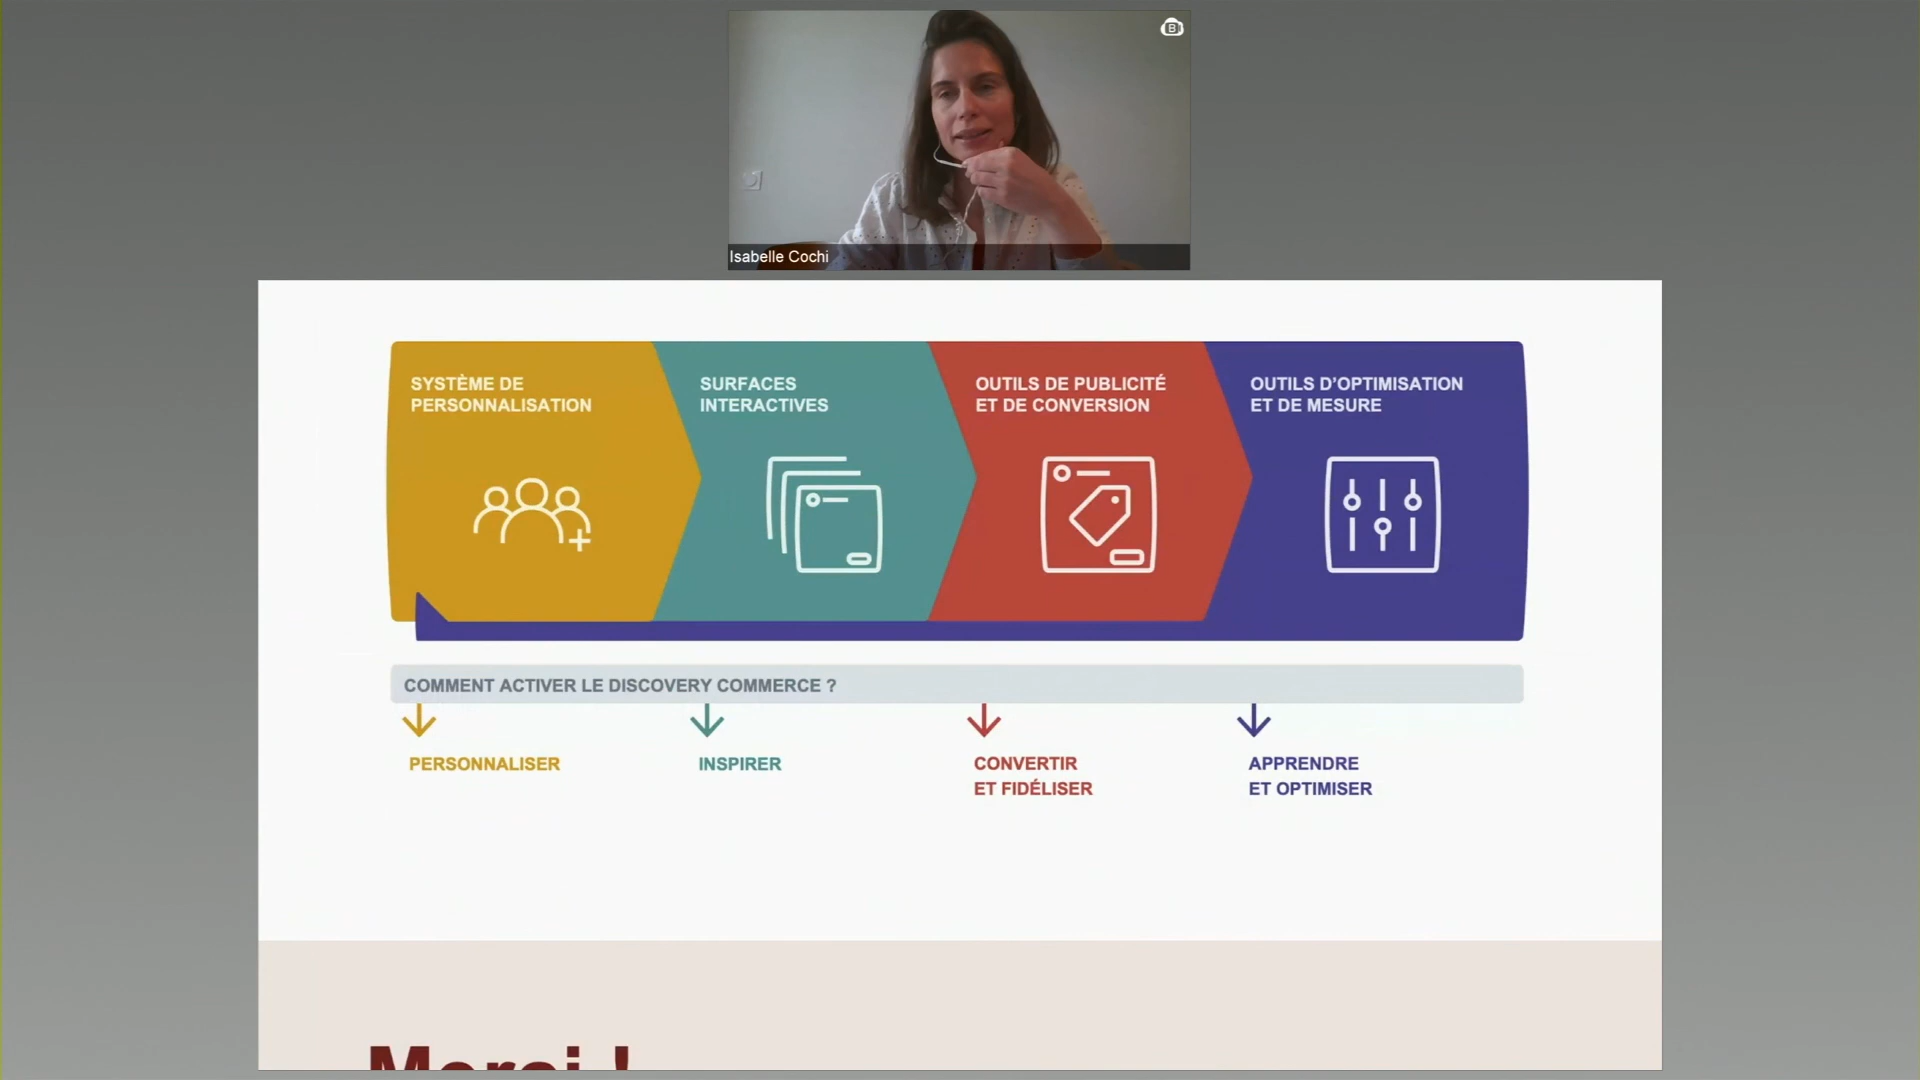 B
Isabelle Cochi
SYSTÈME DE
PERSONNALISATION
SURFACES
INTERACTIVES
OUTILS DE PUBLICITÉ
ET DE CONVERSION
OUTILS D'OPTIMISATION
ET DE MESURE
COMMENT ACTIVER LE DISCOVERY COMMERCE ?
PERSONNALISER
INSPIRER
CONVERTIR
ET FIDÉLISER
APPRENDRE
ET OPTIMISER
Merci !